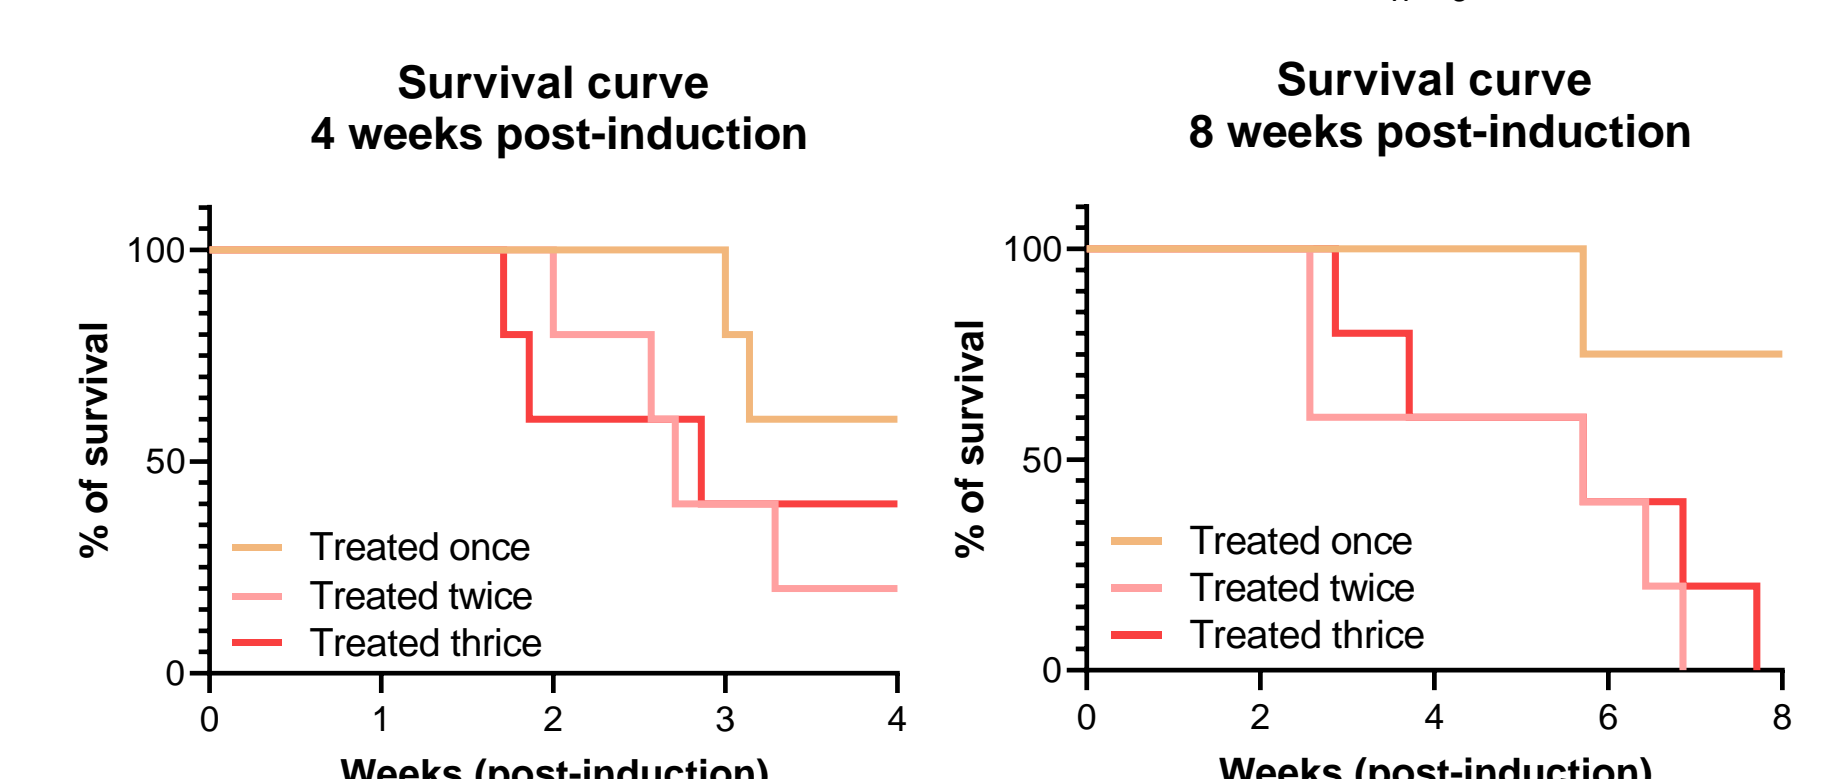 Survival curve
4 weeks post-induction
% of survival
100
50
0
Treated once
Treated twice
Treated thrice
0 1 2 3 4
Weeks (post-induction)
Survival curve
8 weeks post-induction
% of survival
100
50
0
Treated once
Treated twice
Treated thrice
0 2 4 6 8
Weeks (post-induction)